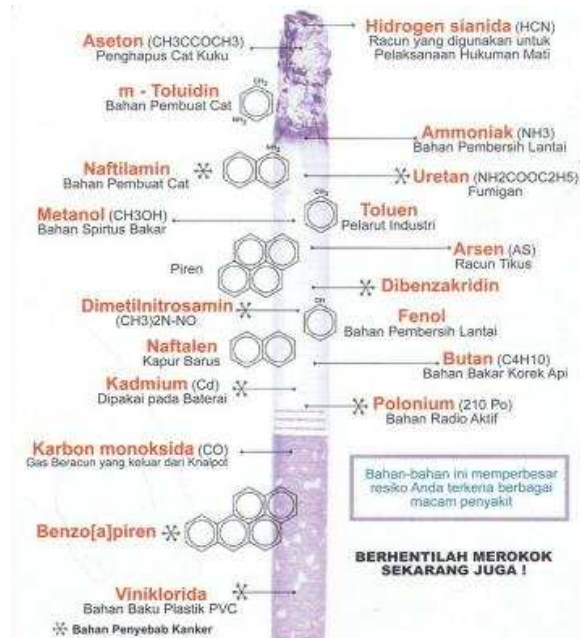 Aseton (CH3CCOCH3)
Penghapus Cat Kuku
Hidrogen sianida (HCN)
Racun yang digunakan untuk
Pelaksanaan Hukuman Mati
m - Toluidin
Bahan Pembuat Cat
CH3
NH2
Ammoniak (NH3)
Bahan Pembersih Lantai
Naftilamin
Bahan Pembuat Cat
NH2
Uretan (NH2COOC2H5)
Fumigan
Metanol (CH3OH)
Bahan Spirtus Bakar
CH3
Toluen
Pelarut Industri
Piren
Arsen (AS)
Racun Tikus
Dibenzakridin
Dimetilnitrosamin
(CH3)2N-NO
OH
Fenol
Bahan Pembersih Lantai
Naftalen
Kapur Barus
Butan (C4H10)
Bahan Bakar Korek Api
Kadmium (Cd)
Dipakai pada Baterai
Polonium (210 Po)
Bahan Radio Aktif
Karbon monoksida (CO)
Gas Beracun yang keluar dari Knalpot
Bahan-bahan ini memperbesar
resiko Anda terkena berbagai
macam penyakit
Benzo[a]piren
BERHENTILAH MEROKOK
SEKARANG JUGA !
Viniklorida
Bahan Baku Plastik PVC
Bahan Penyebab Kanker